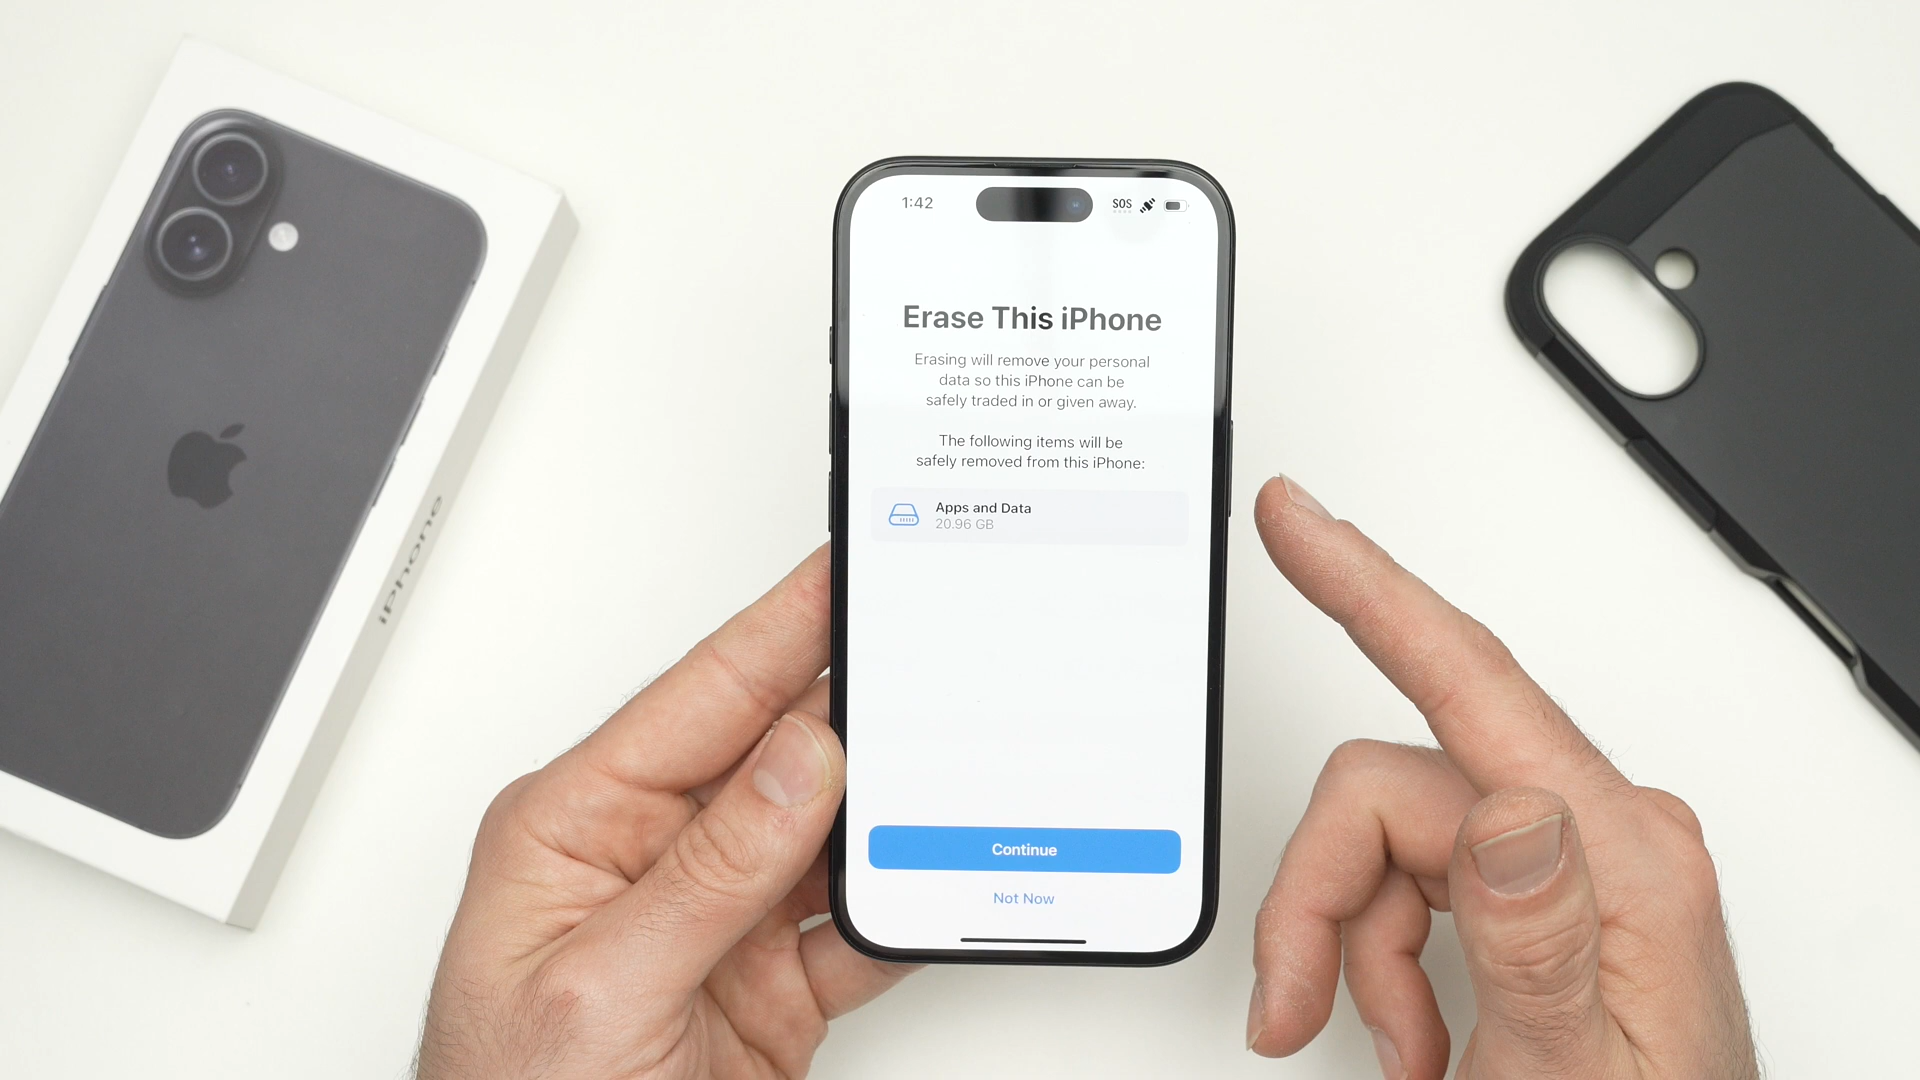 1:42
SOS
Erase This iPhone
Erasing will remove your personal
data so this iPhone can be
safely traded in or given away.
The following items will be
safely removed from this iPhone:
Apps and Data
20.96 GB
Continue
Not Now
iPhone